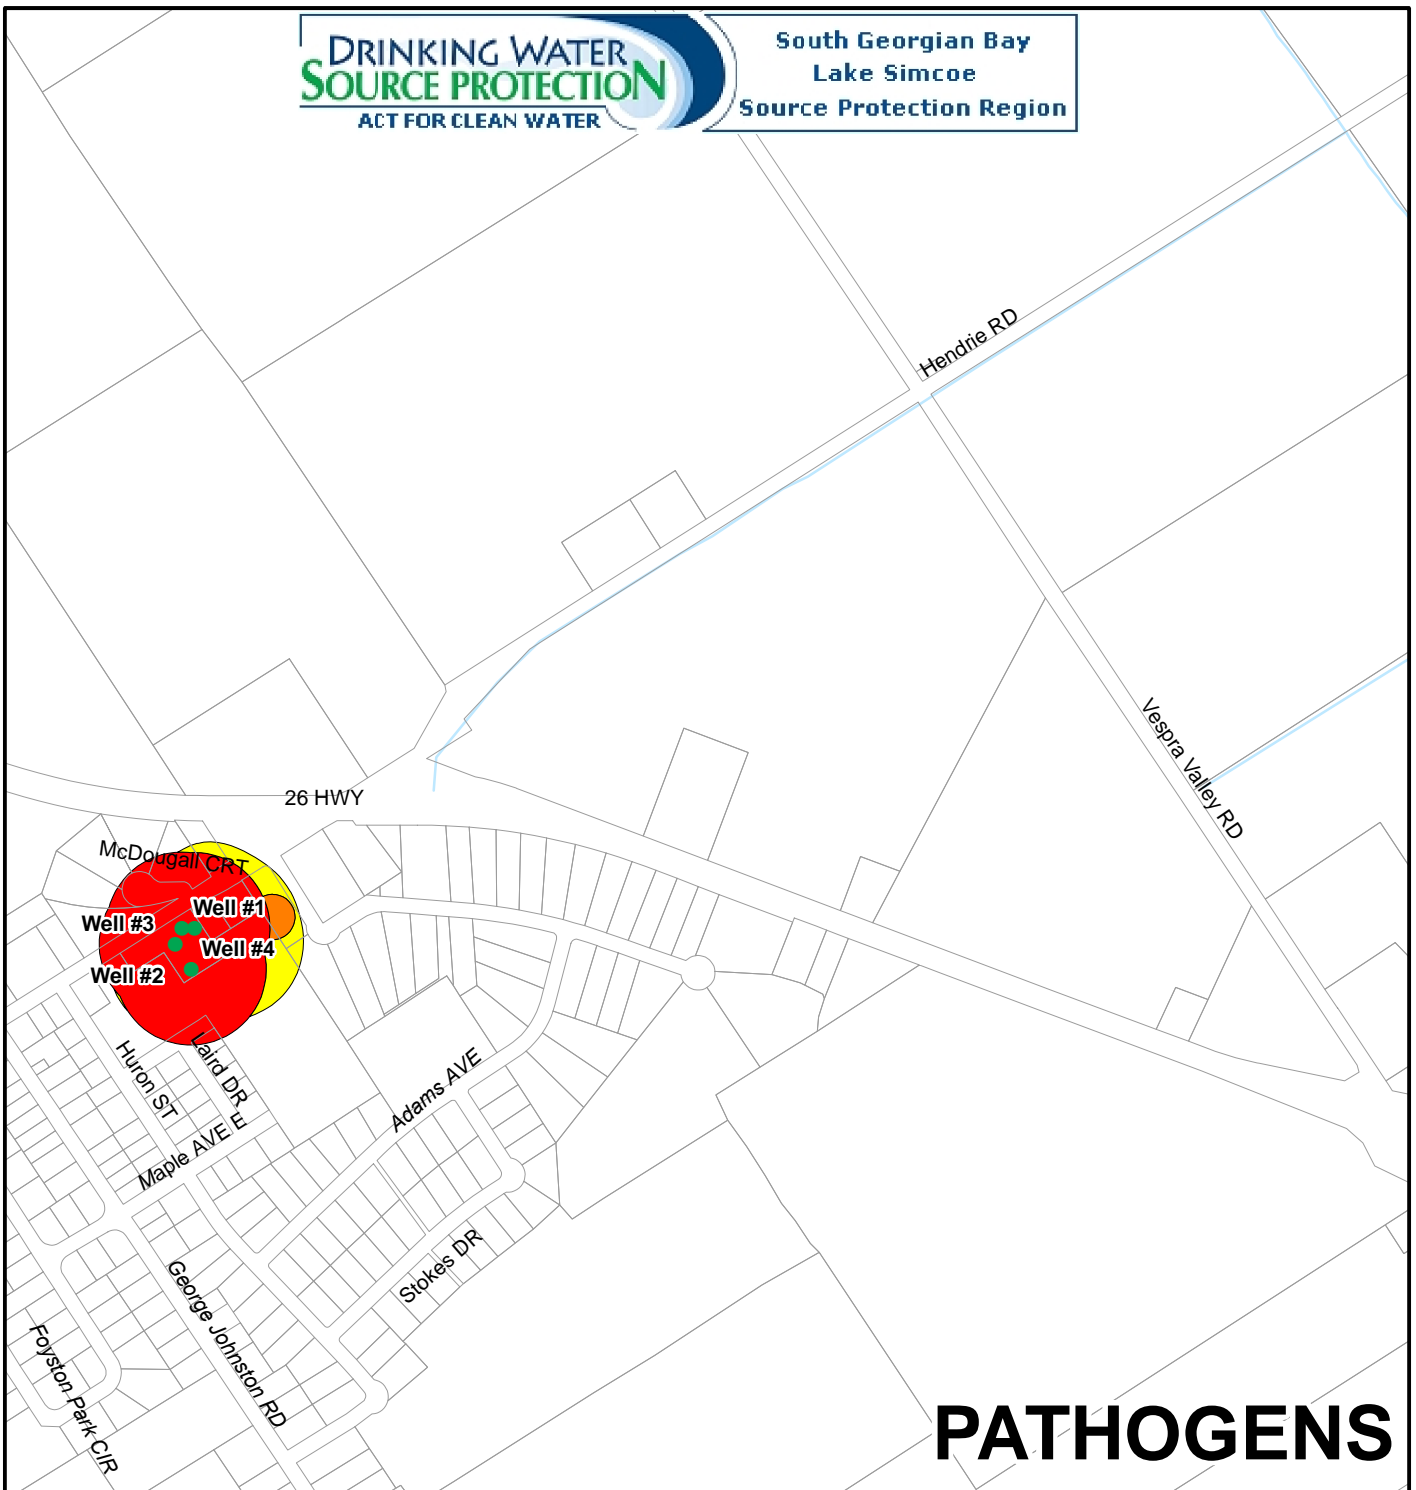 DRINKING WATER
SOURCE PROTECTION
ACT FOR CLEAN WATER
South Georgian Bay
Lake Simcoe
Source Protection Region
Hendrie RD
Vespra Valley RD
26 HWY
McDougall CRT
Well #1
Well #3
Well #4
Well #2
Huron ST
Laird DR
Adams AVE
Maple AVE E
Stokes DR
George Johnston RD
Foyston Park CIR
PATHOGENS